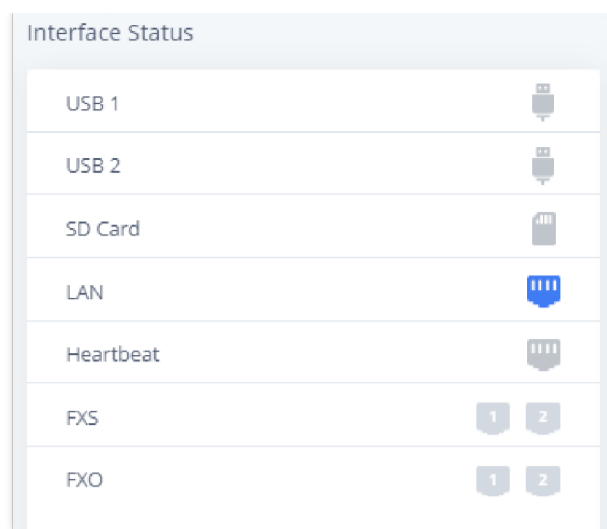 Interface Status
USB 1
USB 2
SD Card
LAN
Heartbeat
FXS 1 2
FXO 1 2